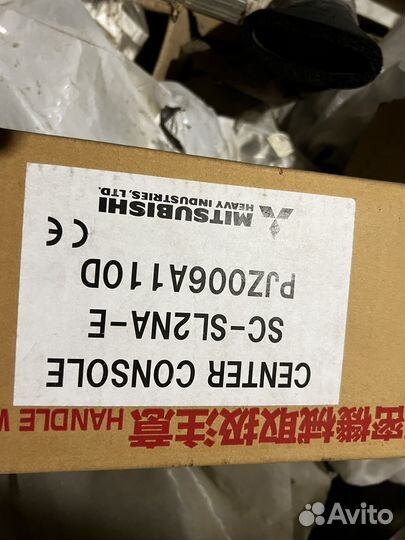 CENTER CONSOLE
SC-SL2NA-E
PJZ006A110D
CE
MITSUBISHI
HEAVY INDUSTRIES, LTD.
密機械取扱注意 HANDLE W
Avito